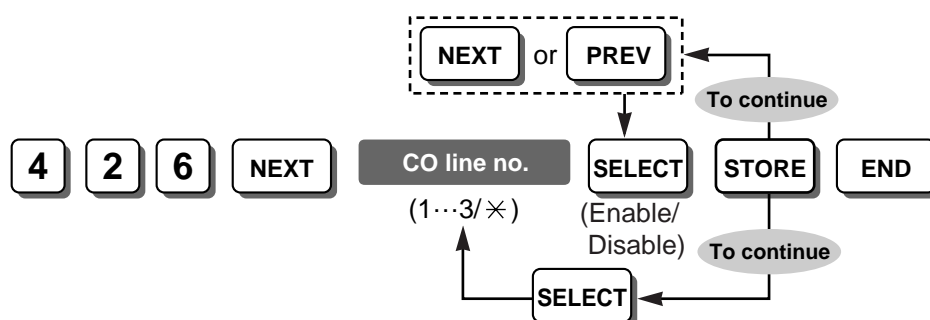 NEXT or PREV
To continue
4 2 6 NEXT CO line no. SELECT STORE END
(1···3/✳) (Enable/
Disable)
To continue
SELECT